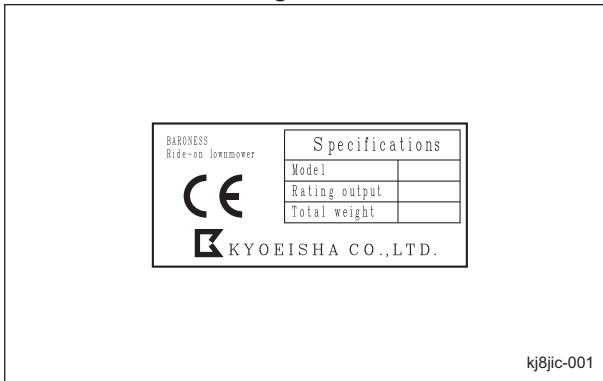 BARONESS
Ride-on lownmower
Specifications
Model
Rating output
Total weight
CE
KYOEISHA CO.,LTD.
kj8jic-001